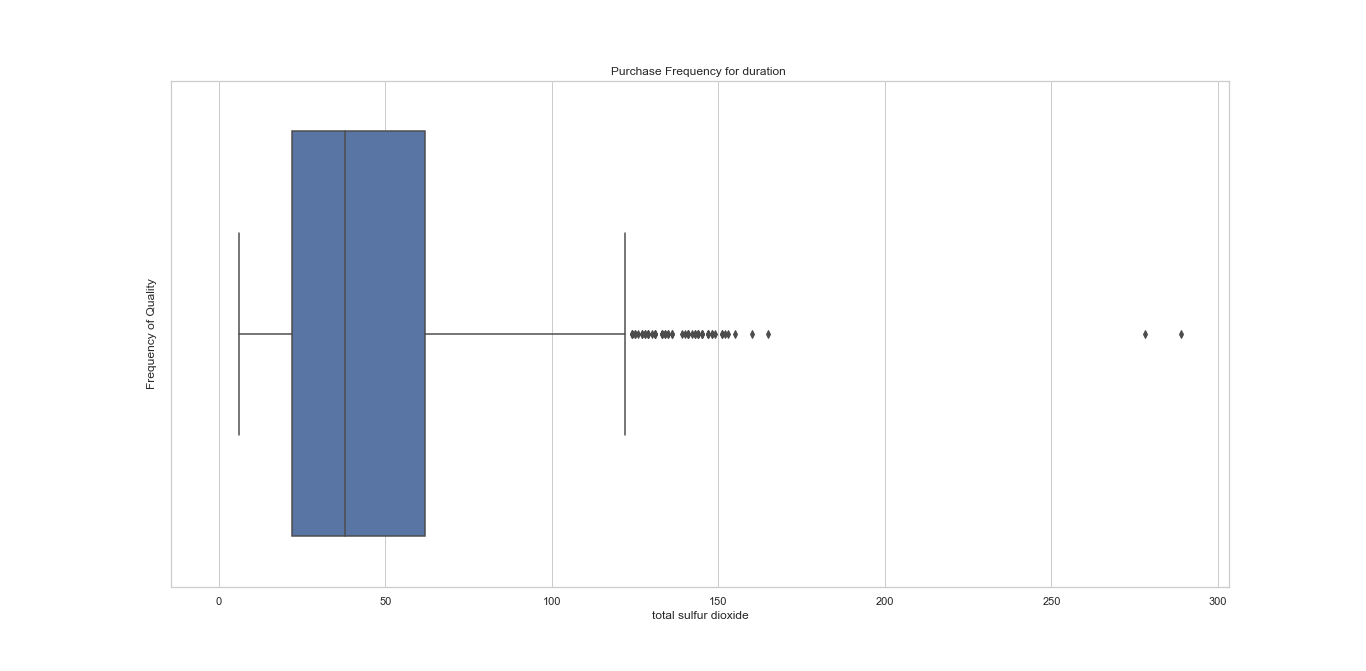 Purchase Frequency for duration
Frequency of Quality
0 50 100 150 200 250 300
total sulfur dioxide